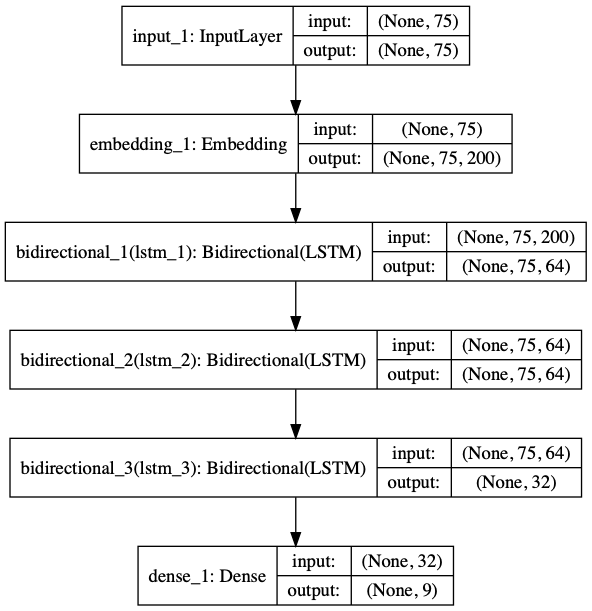 input_1: InputLayer
input: (None, 75)
output: (None, 75)
embedding_1: Embedding
input: (None, 75)
output: (None, 75, 200)
bidirectional_1(lstm_1): Bidirectional(LSTM)
input: (None, 75, 200)
output: (None, 75, 64)
bidirectional_2(lstm_2): Bidirectional(LSTM)
input: (None, 75, 64)
output: (None, 75, 64)
bidirectional_3(lstm_3): Bidirectional(LSTM)
input: (None, 75, 64)
output: (None, 32)
dense_1: Dense
input: (None, 32)
output: (None, 9)